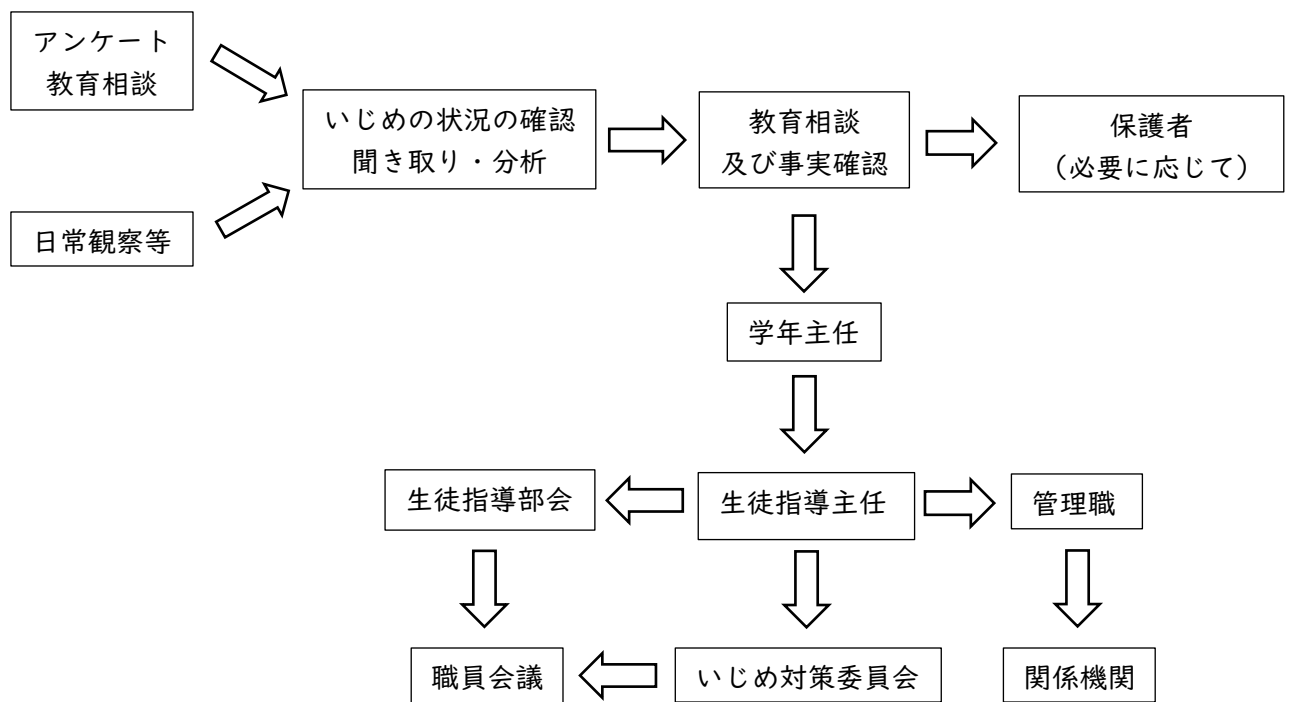 アンケート
教育相談
いじめの状況の確認
聞き取り・分析
教育相談
及び事実確認
保護者
（必要に応じて）
日常観察等
学年主任
生徒指導部会
生徒指導主任
管理職
職員会議
いじめ対策委員会
関係機関